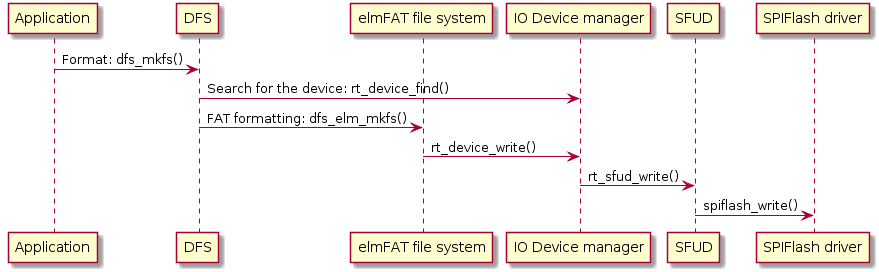 Application DFS elmFAT file system IO Device manager SFUD SPIFlash driver
Format: dfs_mkfs()
Search for the device: rt_device_find()
FAT formatting: dfs_elm_mkfs()
rt_device_write()
rt_sfud_write()
spiflash_write()
Application DFS elmFAT file system IO Device manager SFUD SPIFlash driver